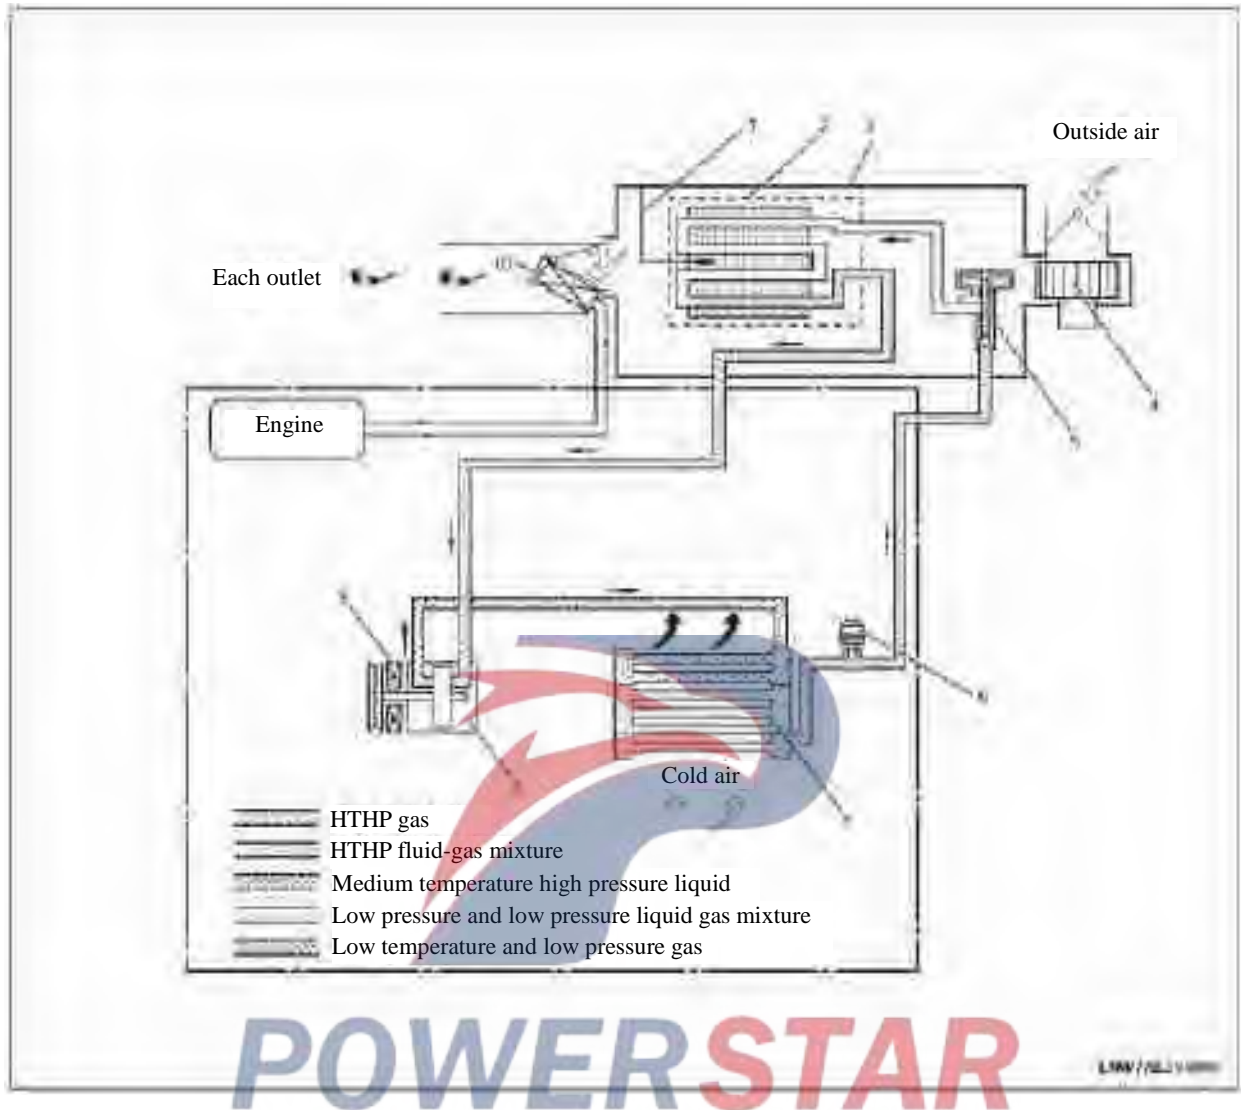 Outside air
Each outlet
Engine
Cold air
HTHP gas
HTHP fluid-gas mixture
Medium temperature high pressure liquid
Low pressure and low pressure liquid gas mixture
Low temperature and low pressure gas
POWERSTAR